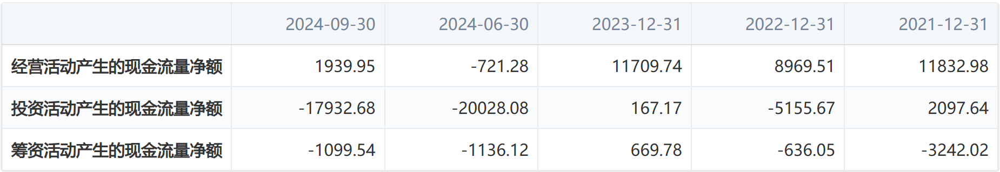 2024-09-30 2024-06-30 2023-12-31 2022-12-31 2021-12-31
经营活动产生的现金流量净额 1939.95 -721.28 11709.74 8969.51 11832.98
投资活动产生的现金流量净额 -17932.68 -20028.08 167.17 -5155.67 2097.64
筹资活动产生的现金流量净额 -1099.54 -1136.12 669.78 -636.05 -3242.02